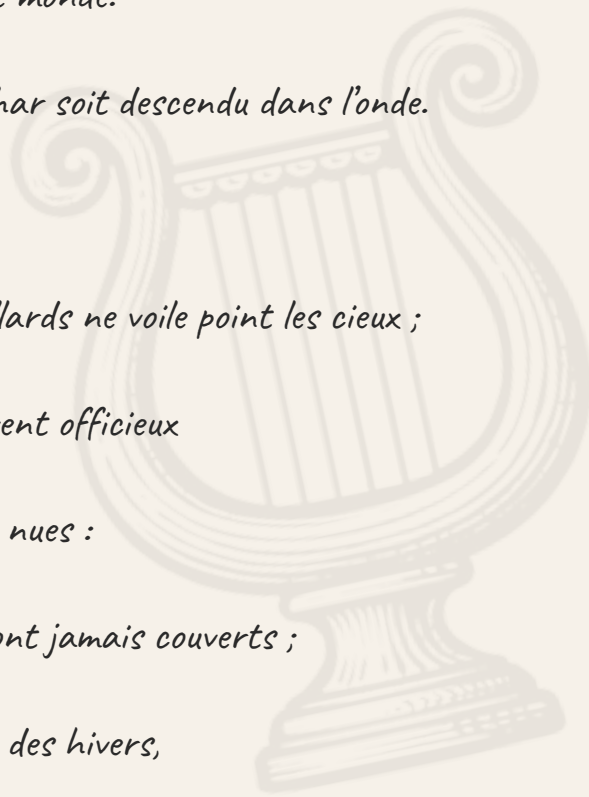 monde.
har soit descendu dans l’onde.
llards ne voile point les cieux ;
ent officieux
nues :
ont jamais couverts ;
des hivers,